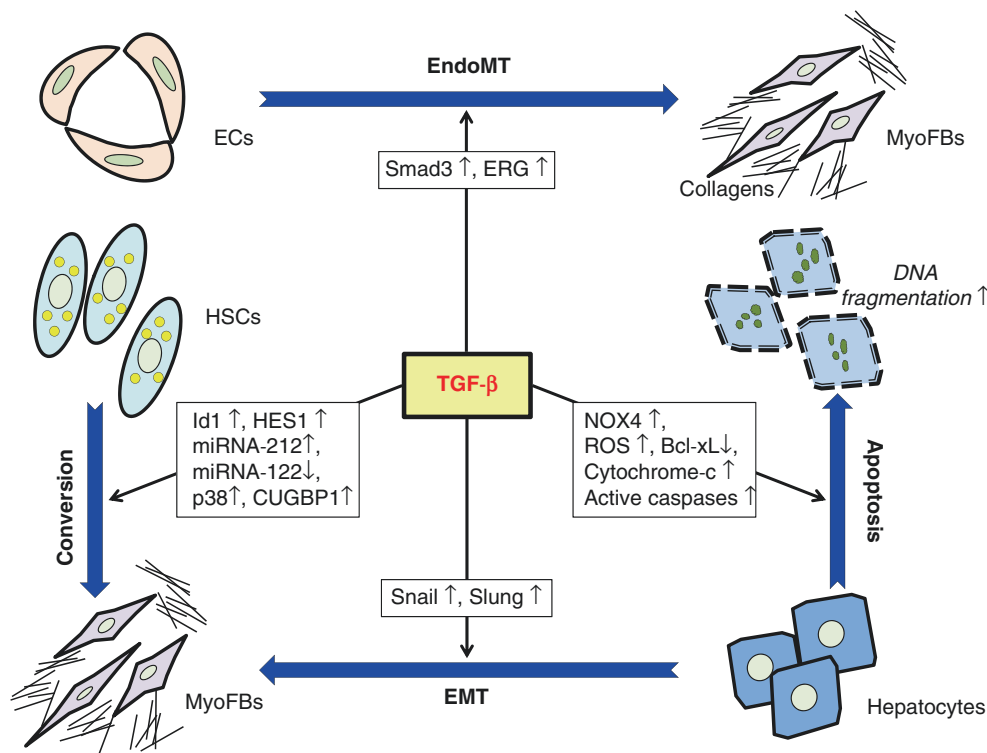 EndoMT
ECs
MyoFBs
Smad3 ↑, ERG ↑
Collagens
HSCs
DNA
fragmentation ↑
TGF-β
Id1 ↑, HES1 ↑
miRNA-212↑,
miRNA-122↓,
p38↑, CUGBP1↑
NOX4 ↑,
ROS ↑, Bcl-xL↓,
Cytochrome-c ↑
Active caspases ↑
Conversion
Apoptosis
Snail ↑, Slung ↑
MyoFBs
EMT
Hepatocytes